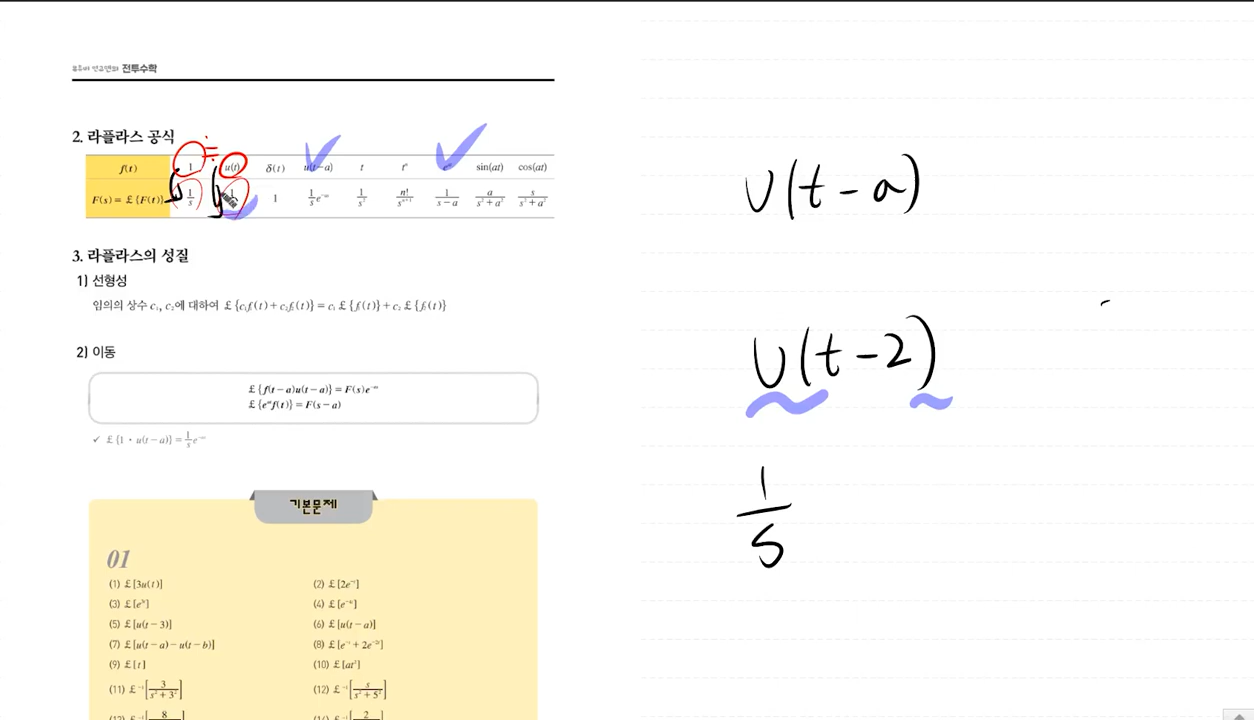 전투수학
2. 라플라스 공식
f(t) 1 u(t) δ(t) u(t−a) t tⁿ sin(at) cos(at)
F(s) = £{F(t)} 1/s 1 1/s e⁻ᵃˢ 1/s² n!/sⁿ⁺¹ 1/(s−a) a/(s²+a²) s/(s²+a²)
3. 라플라스의 성질
1) 선형성
임의의 상수 c₁, c₂에 대하여 £{c₁f₁(t) + c₂f₂(t)} = c₁ £{f₁(t)} + c₂ £{f₂(t)}
2) 이동
£{f(t−a)u(t−a)} = F(s)e⁻ᵃˢ
£{eᵃᵗf(t)} = F(s−a)
✓ £{1·u(t−a)} = 1/s e⁻ᵃˢ
기본문제
01
(1) £[3u(t)] (2) £[2e⁻ᵗ]
(3) £[e³ᵗ] (4) £[e⁻ᵃᵗ]
(5) £[u(t−3)] (6) £[u(t−a)]
(7) £[u(t−a)−u(t−b)] (8) £[e⁻ᵗ+2e⁻²ᵗ]
(9) £[t] (10) £[at²]
(11) £⁻¹[3/(s²+3²)] (12) £⁻¹[s/(s²+5²)]
u(t−a)
u(t−2)
1/s